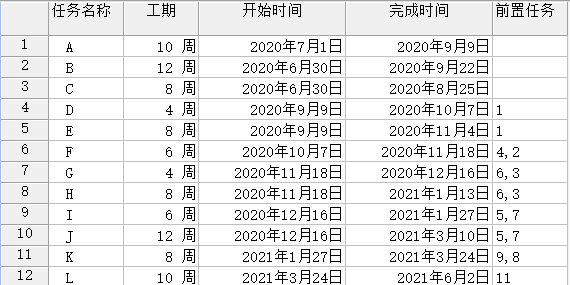 任务名称 工期 开始时间 完成时间 前置任务
1 A 10 周 2020年7月1日 2020年9月9日
2 B 12 周 2020年6月30日 2020年9月22日
3 C 8 周 2020年6月30日 2020年8月25日
4 D 4 周 2020年9月9日 2020年10月7日 1
5 E 8 周 2020年9月9日 2020年11月4日 1
6 F 6 周 2020年10月7日 2020年11月18日 4,2
7 G 4 周 2020年11月18日 2020年12月16日 6,3
8 H 8 周 2020年11月18日 2021年1月13日 6,3
9 I 6 周 2020年12月16日 2021年1月27日 5,7
10 J 12 周 2020年12月16日 2021年3月10日 5,7
11 K 8 周 2021年1月27日 2021年3月24日 9,8
12 L 10 周 2021年3月24日 2021年6月2日 11